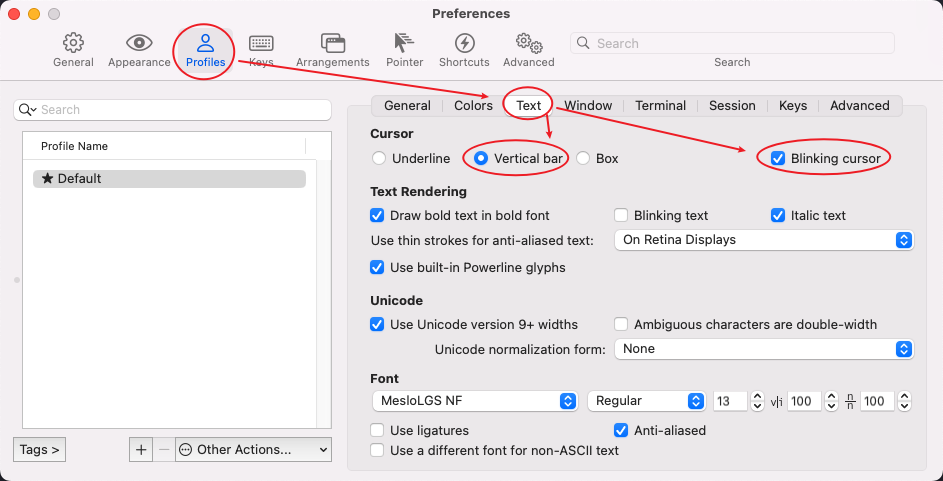 Preferences
General Appearance Profiles Keys Arrangements Pointer Shortcuts Advanced Search
Search
Search
Profile Name
★ Default
Tags >
+ − Other Actions...
General Colors Text Window Terminal Session Keys Advanced
Cursor
Underline Vertical bar Box Blinking cursor
Text Rendering
Draw bold text in bold font Blinking text Italic text
Use thin strokes for anti-aliased text: On Retina Displays
Use built-in Powerline glyphs
Unicode
Use Unicode version 9+ widths Ambiguous characters are double-width
Unicode normalization form: None
Font
MesloLGS NF Regular 13 v|i 100 n/n 100
Use ligatures Anti-aliased
Use a different font for non-ASCII text